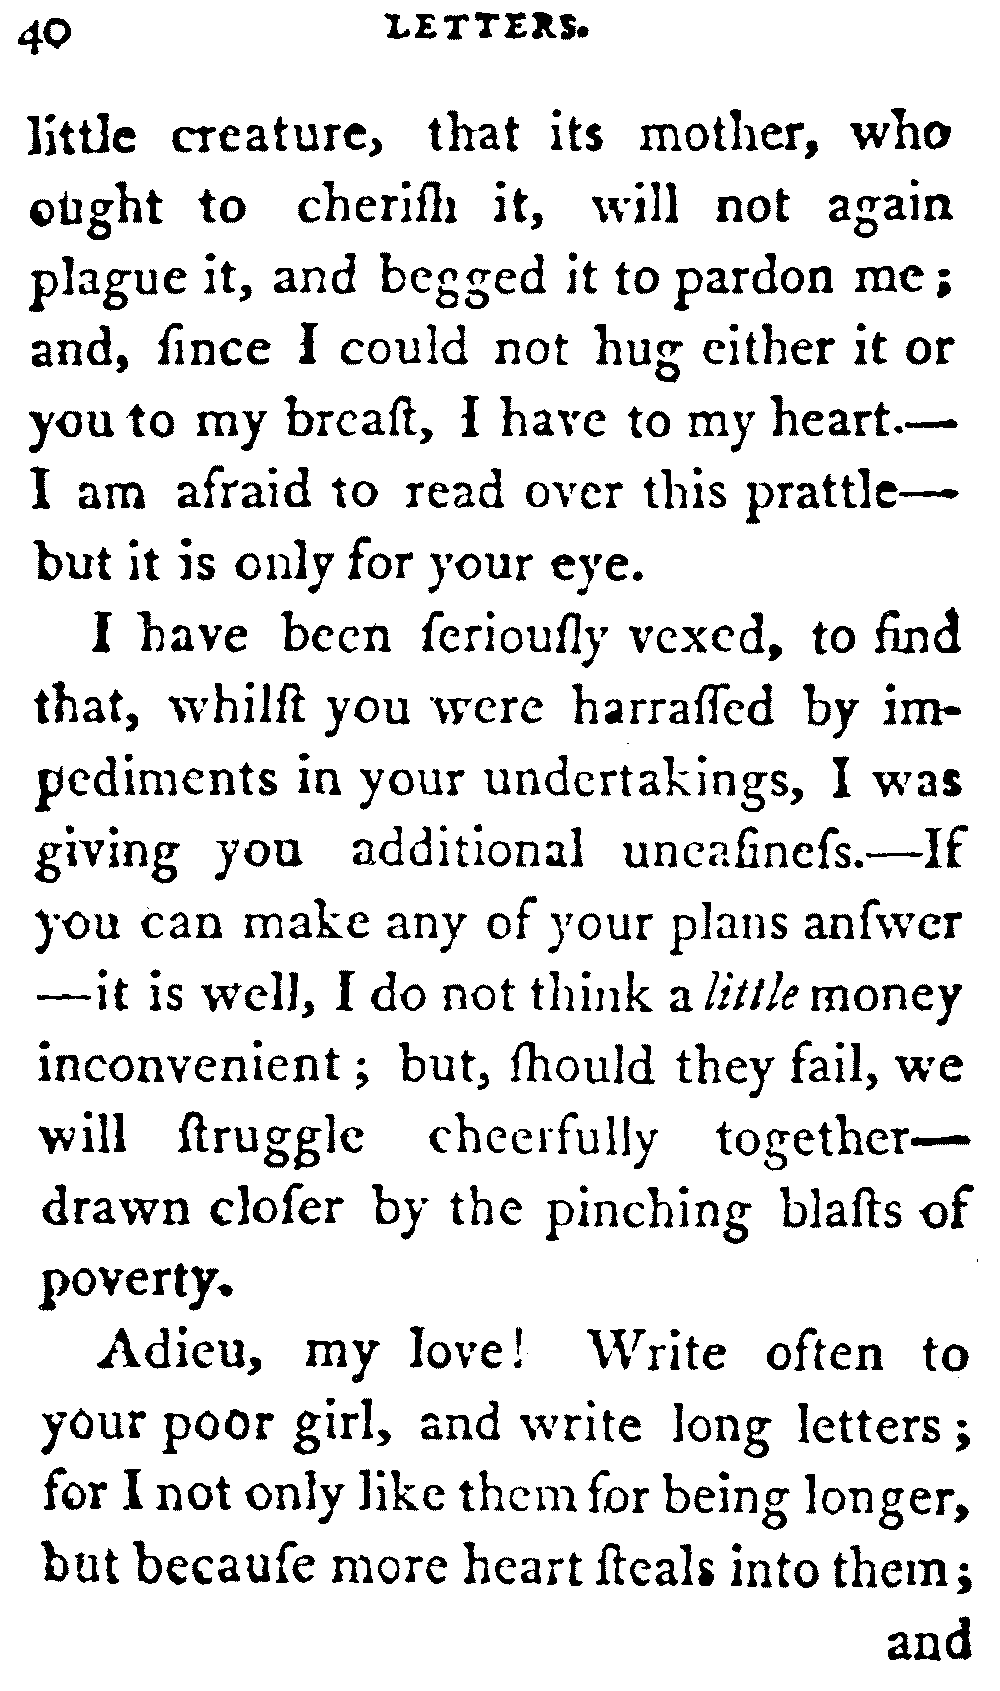 40 LETTERS.
little creature, that its mother, who
ought to cheriſh it, will not again
plague it, and begged it to pardon me;
and, ſince I could not hug either it or
you to my breaſt, I have to my heart.—
I am afraid to read over this prattle—
but it is only for your eye.
I have been ſeriouſly vexed, to find
that, whilſt you were harraſſed by im-
pediments in your undertakings, I was
giving you additional uneaſineſs.—If
you can make any of your plans anſwer
—it is well, I do not think a little money
inconvenient; but, ſhould they fail, we
will ſtruggle cheerfully together—
drawn cloſer by the pinching blaſts of
poverty.
Adieu, my love! Write often to
your poor girl, and write long letters;
for I not only like them for being longer,
but becauſe more heart ſteals into them;
and